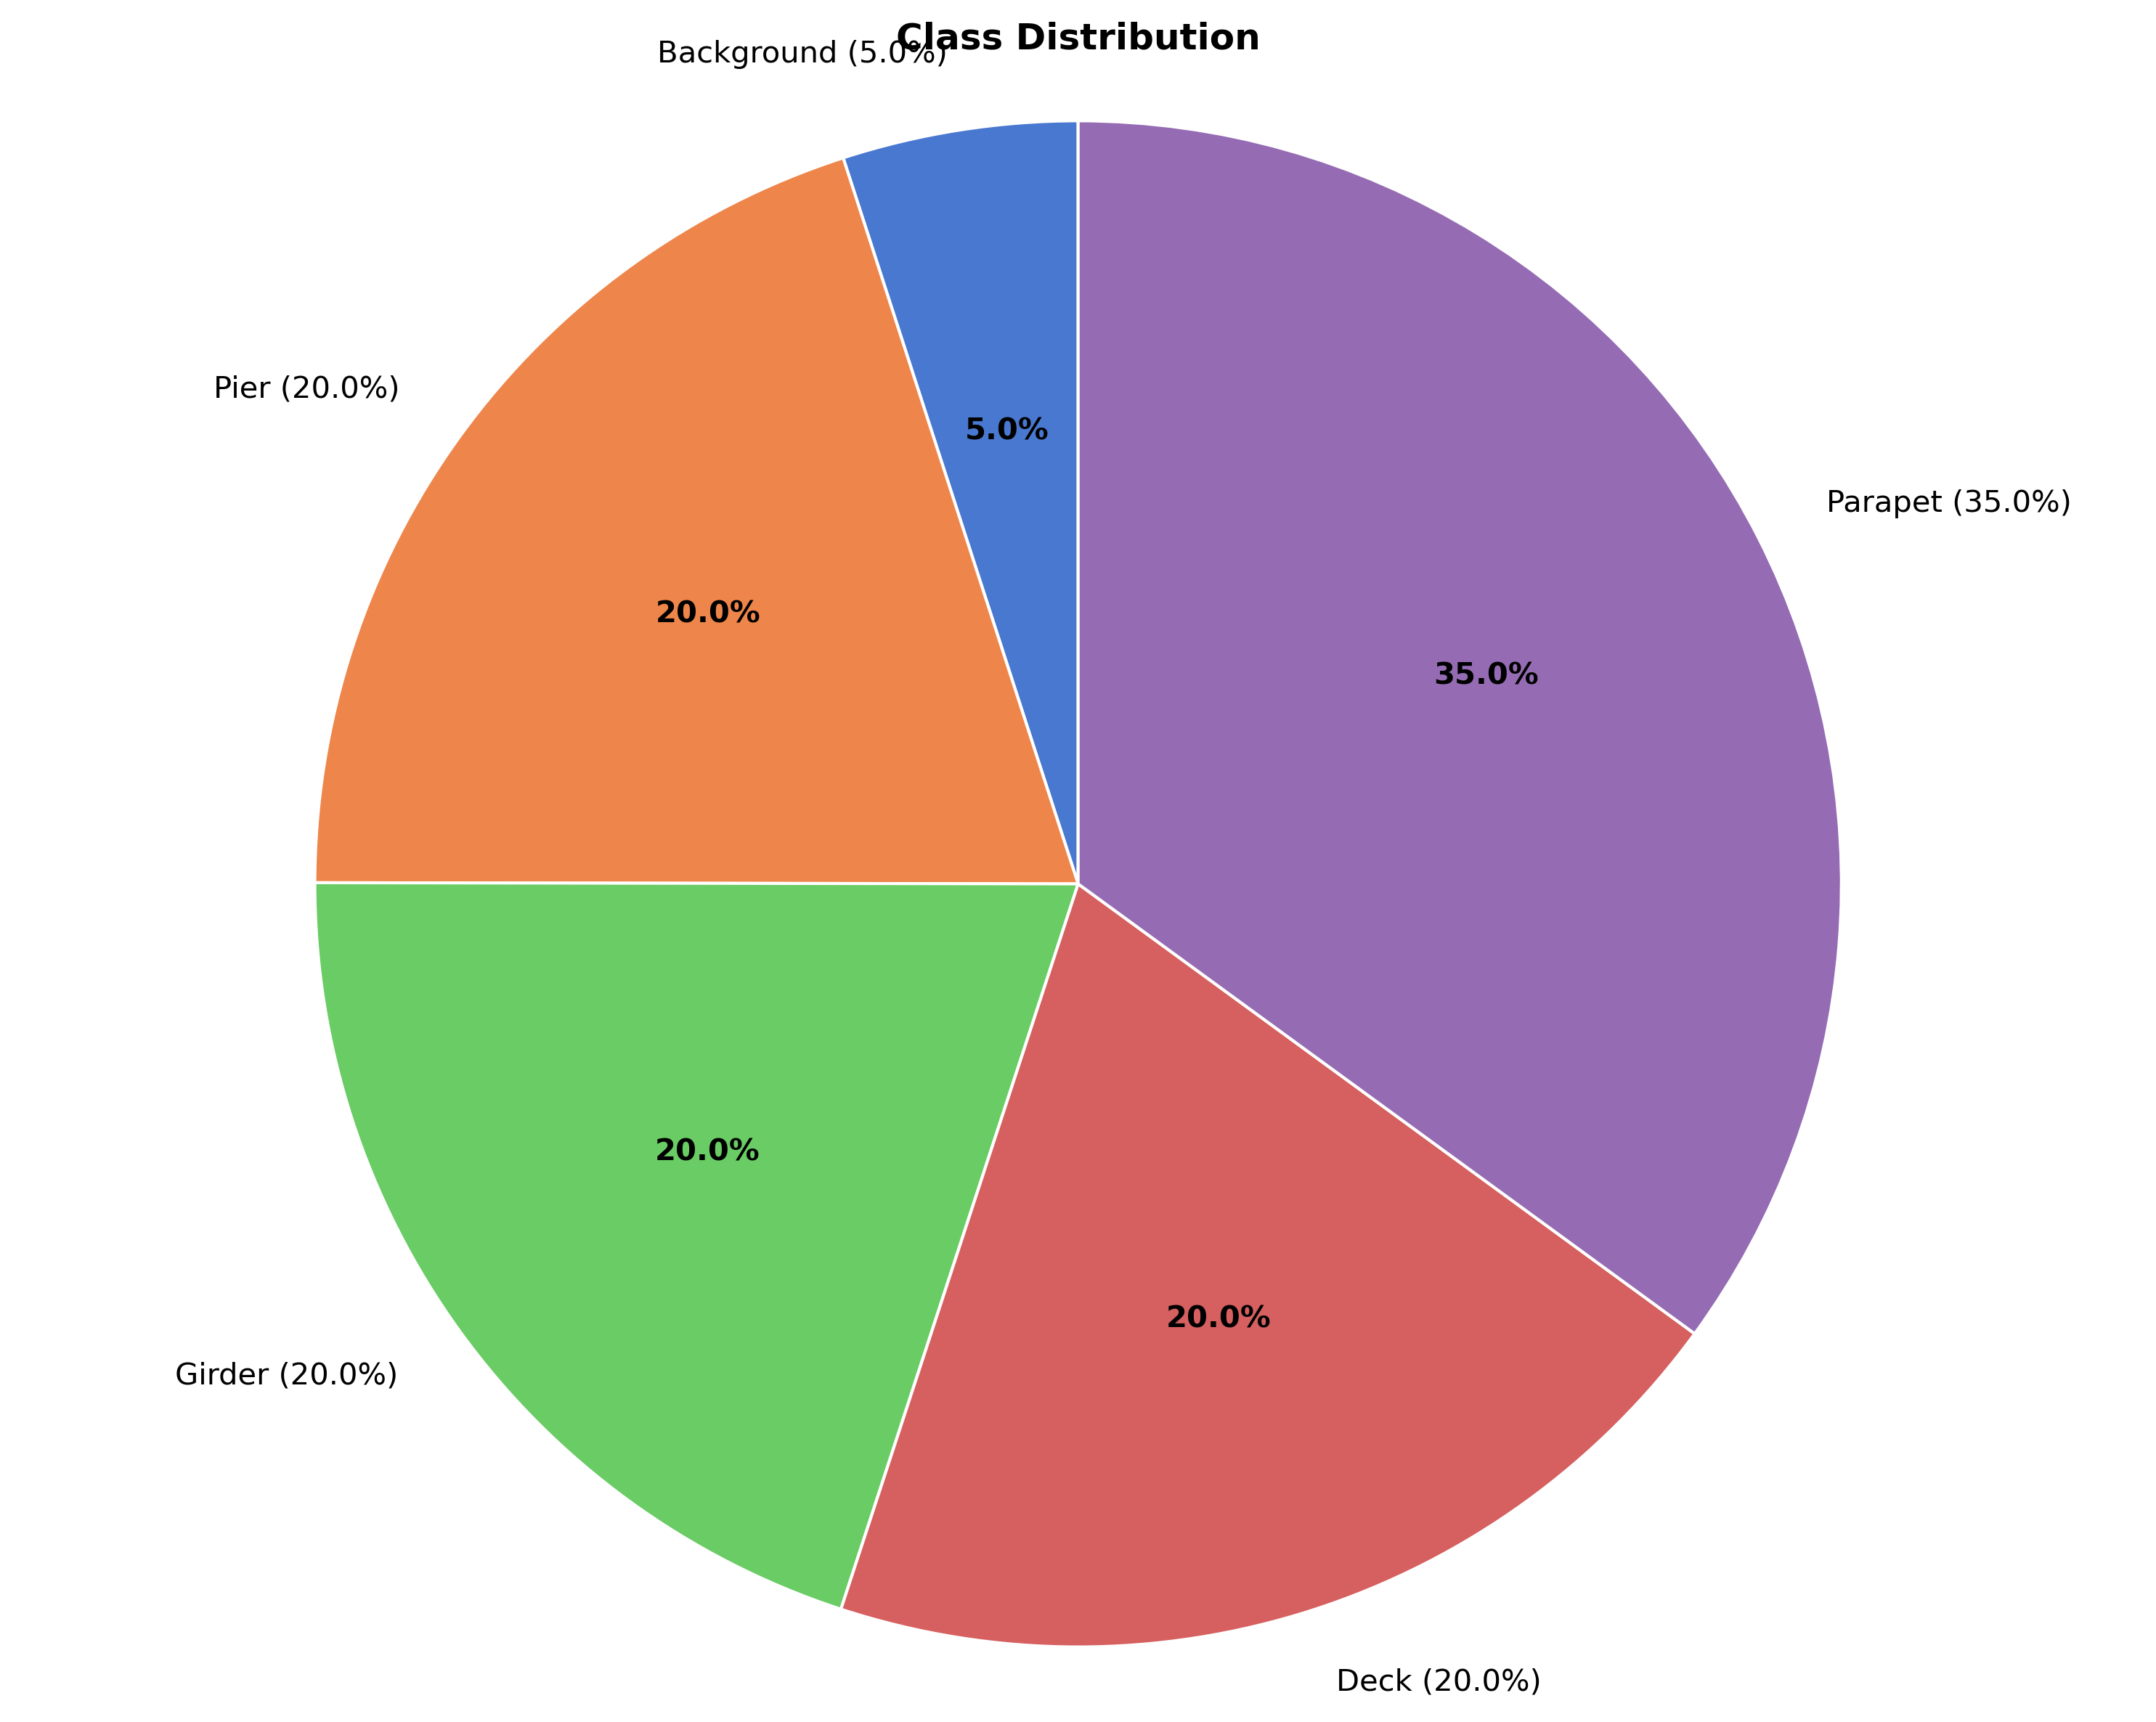 Class Distribution
Background (5.0%)
5.0%
Pier (20.0%)
20.0%
Parapet (35.0%)
35.0%
Girder (20.0%)
20.0%
Deck (20.0%)
20.0%